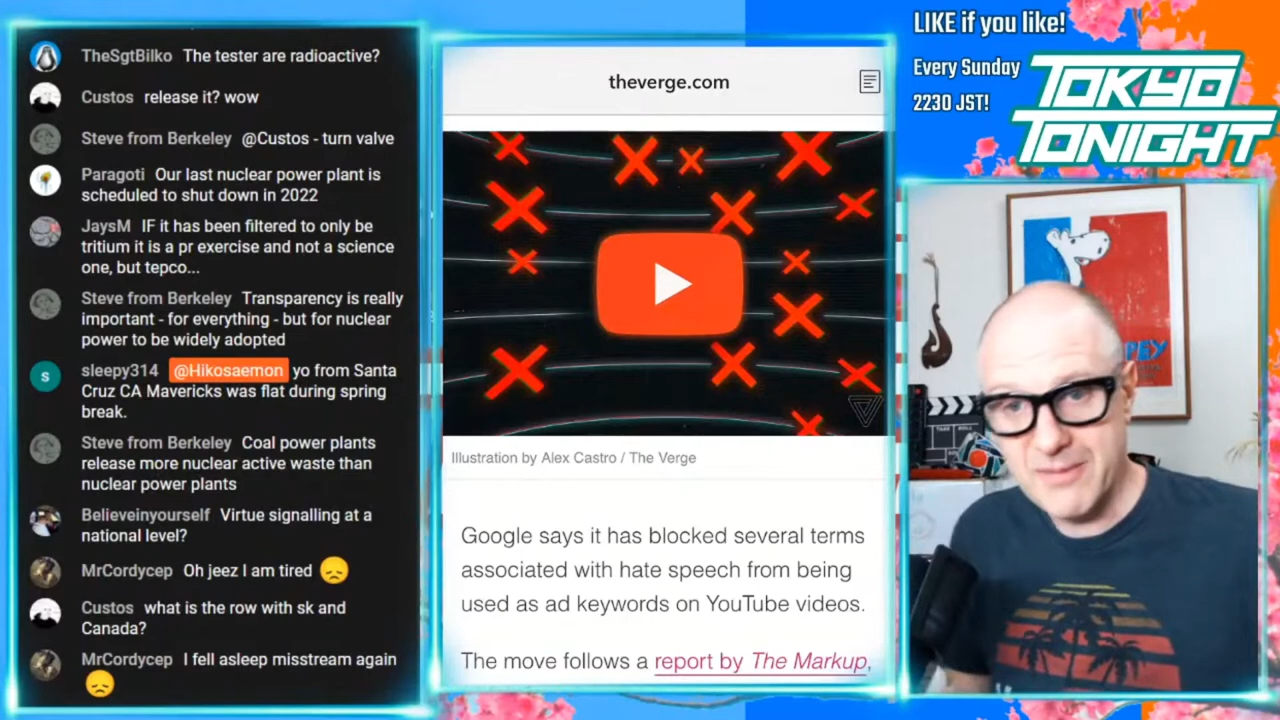 TheSgtBilko The tester are radioactive?
Custos release it? wow
Steve from Berkeley @Custos - turn valve
Paragoti Our last nuclear power plant is
scheduled to shut down in 2022
JaysM IF it has been filtered to only be
tritium it is a pr exercise and not a science
one, but tepco...
Steve from Berkeley Transparency is really
important - for everything - but for nuclear
power to be widely adopted
S
sleepy314 @Hikosaemon yo from Santa
Cruz CA Mavericks was flat during spring
break.
Steve from Berkeley Coal power plants
release more nuclear active waste than
nuclear power plants
Believeinyourself Virtue signalling at a
national level?
MrCordycep Oh jeez I am tired 😞
Custos what is the row with sk and
Canada?
MrCordycep I fell asleep misstream again
😞
theverge.com
Illustration by Alex Castro / The Verge
Google says it has blocked several terms
associated with hate speech from being
used as ad keywords on YouTube videos.
The move follows a report by The Markup,
LIKE if you like!
Every Sunday
2230 JST!
TOKYO
TONIGHT